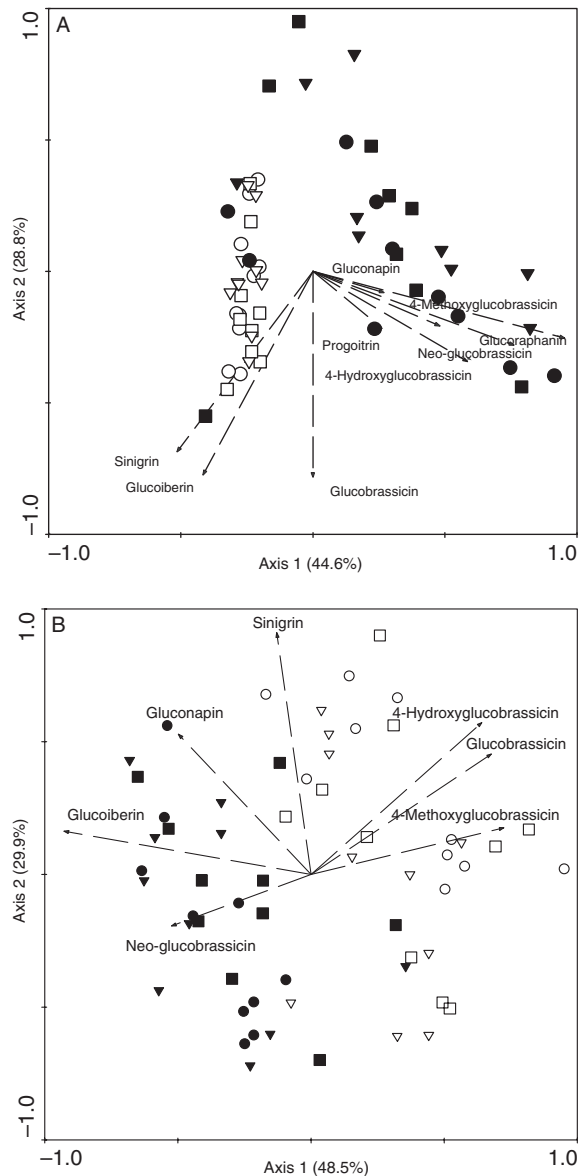 A
1.0
Axis 2 (28.8%)
Gluconapin
4-Methoxyglucobrassicin
Glucoraphanin
Progoitrin
Neo-glucobrassicin
4-Hydroxyglucobrassicin
Sinigrin
Glucoiberin
Glucobrassicin
−1.0
−1.0
Axis 1 (44.6%)
1.0
B
1.0
Axis 2 (29.9%)
Sinigrin
Gluconapin
4-Hydroxyglucobrassicin
Glucobrassicin
Glucoiberin
4-Methoxyglucobrassicin
Neo-glucobrassicin
−1.0
−1.0
Axis 1 (48.5%)
1.0